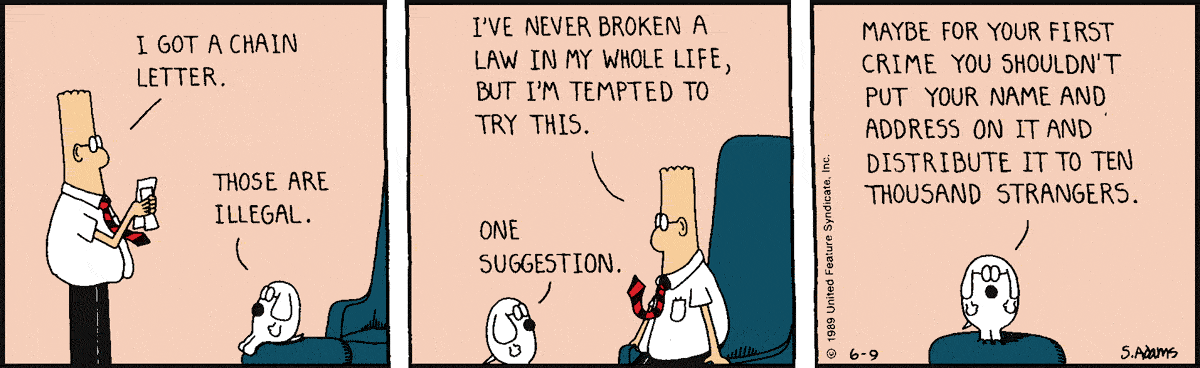 I GOT A CHAIN
LETTER.
THOSE ARE
ILLEGAL.
I'VE NEVER BROKEN A
LAW IN MY WHOLE LIFE,
BUT I'M TEMPTED TO
TRY THIS.
ONE
SUGGESTION.
MAYBE FOR YOUR FIRST
CRIME YOU SHOULDN'T
PUT YOUR NAME AND
ADDRESS ON IT AND
DISTRIBUTE IT TO TEN
THOUSAND STRANGERS.
© 1989 United Feature Syndicate, Inc.
6-9
S.Adams